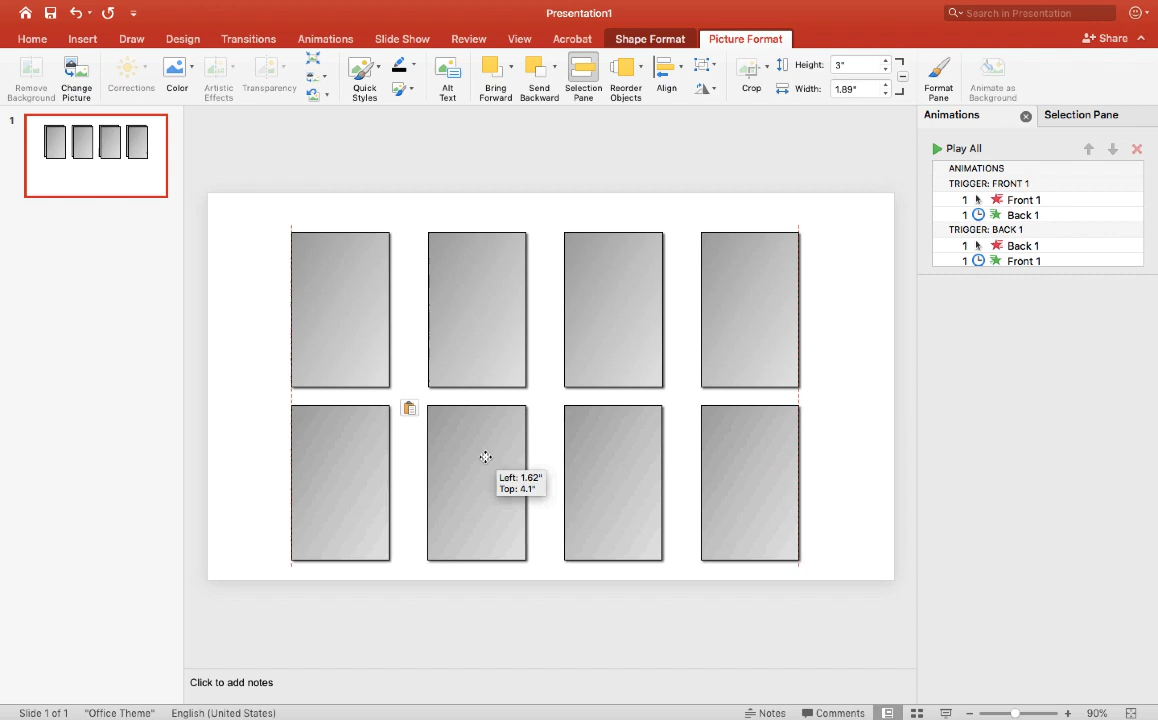 Presentation1
Search in Presentation
Home Insert Draw Design Transitions Animations Slide Show Review View Acrobat Shape Format Picture Format Share
Remove Background
Change Picture
Corrections
Color
Artistic Effects
Transparency
Quick Styles
Alt Text
Bring Forward
Send Backward
Selection Pane
Reorder Objects
Align
Crop
Height: 3"
Width: 1.89"
Format Pane
Animate as Background
1
Animations
Selection Pane
Play All
ANIMATIONS
TRIGGER: FRONT 1
1 Front 1
1 Back 1
TRIGGER: BACK 1
1 Back 1
1 Front 1
Left: 1.62"
Top: 4.1"
Click to add notes
Slide 1 of 1 "Office Theme" English (United States) Notes Comments 90%